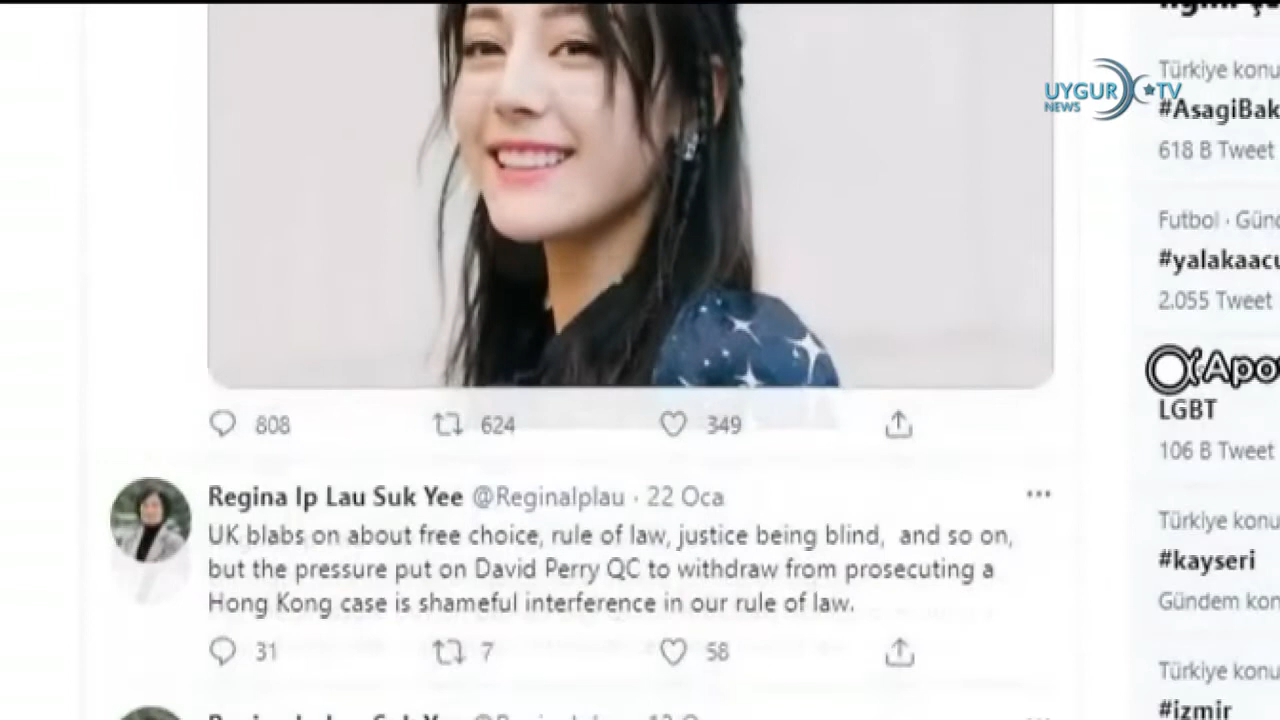 UYGUR TV
NEWS
Türkiye konu
#AsagiBak
618 B Tweet
Futbol · Günd
#yalakaacu
2.055 Tweet
Apo
LGBT
106 B Tweet
Türkiye konu
#kayseri
Gündem kon
Türkiye konu
#izmir
808 624 349
Regina Ip Lau Suk Yee @ReginaIplau · 22 Oca
UK blabs on about free choice, rule of law, justice being blind, and so on,
but the pressure put on David Perry QC to withdraw from prosecuting a
Hong Kong case is shameful interference in our rule of law.
31 7 58